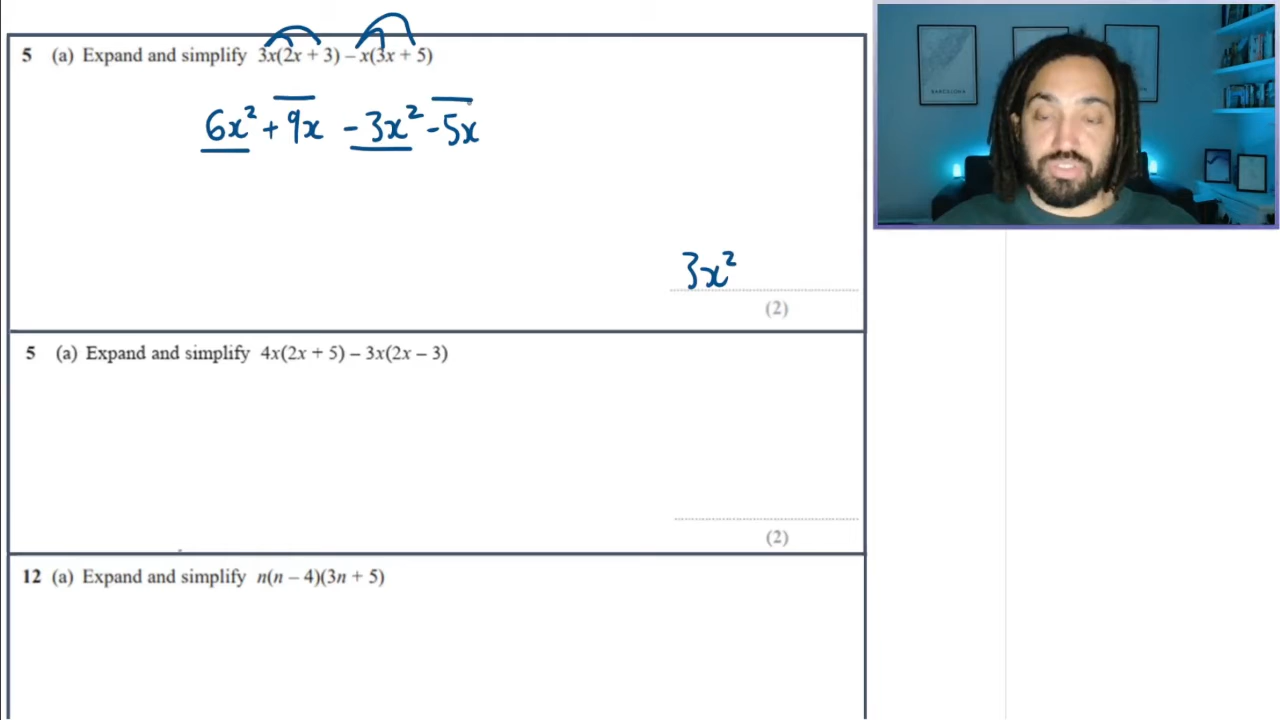 5 (a) Expand and simplify 3x(2x + 3) – x(3x + 5)
6x² + 9x - 3x² - 5x
3x²
(2)
5 (a) Expand and simplify 4x(2x + 5) – 3x(2x – 3)
(2)
12 (a) Expand and simplify n(n – 4)(3n + 5)
BARCELONA